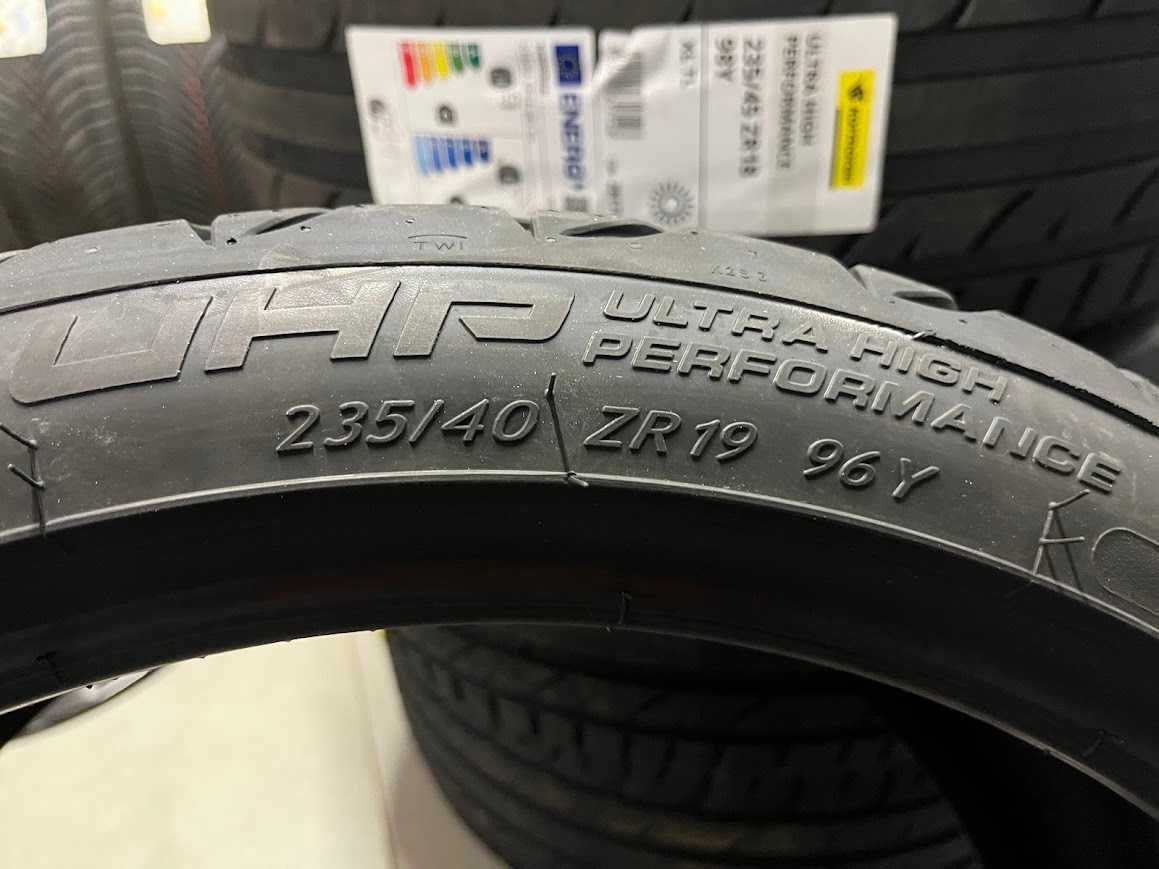 ULTRA HIGH
PERFORMANCE
235/45 ZR18
98Y
ENERG
TWI
UHP
ULTRA HIGH
PERFORMANCE
235/40 ZR19 96Y